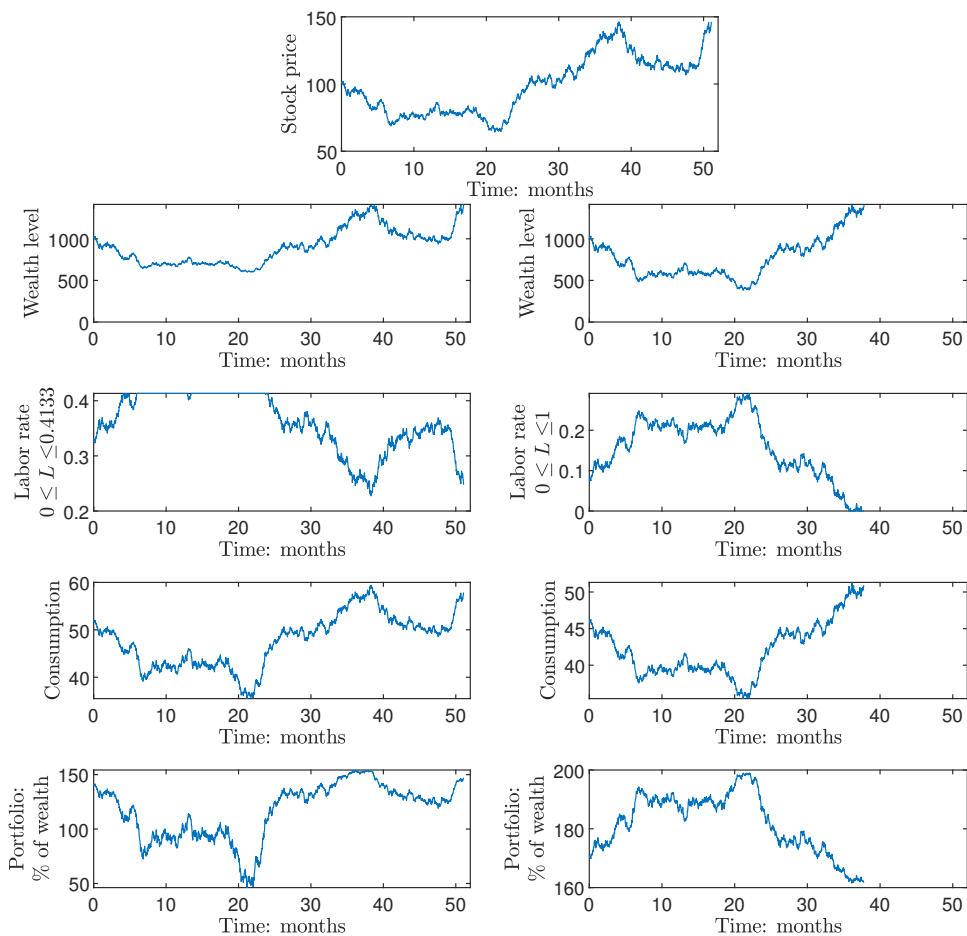 150
100
50
Stock price
0 10 20 30 40 50
Time: months
1000
500
0
Wealth level
0 10 20 30 40 50
Time: months
1000
500
0
Wealth level
0 10 20 30 40 50
Time: months
0.4
0.3
0.2
Labor rate
0 ≤ L ≤0.4133
0 10 20 30 40 50
Time: months
0.2
0.1
0
Labor rate
0 ≤ L ≤1
0 10 20 30 40 50
Time: months
60
50
40
Consumption
0 10 20 30 40 50
Time: months
50
45
40
Consumption
0 10 20 30 40 50
Time: months
150
100
50
Portfolio:
% of wealth
0 10 20 30 40 50
Time: months
200
180
160
Portfolio:
% of wealth
0 10 20 30 40 50
Time: months